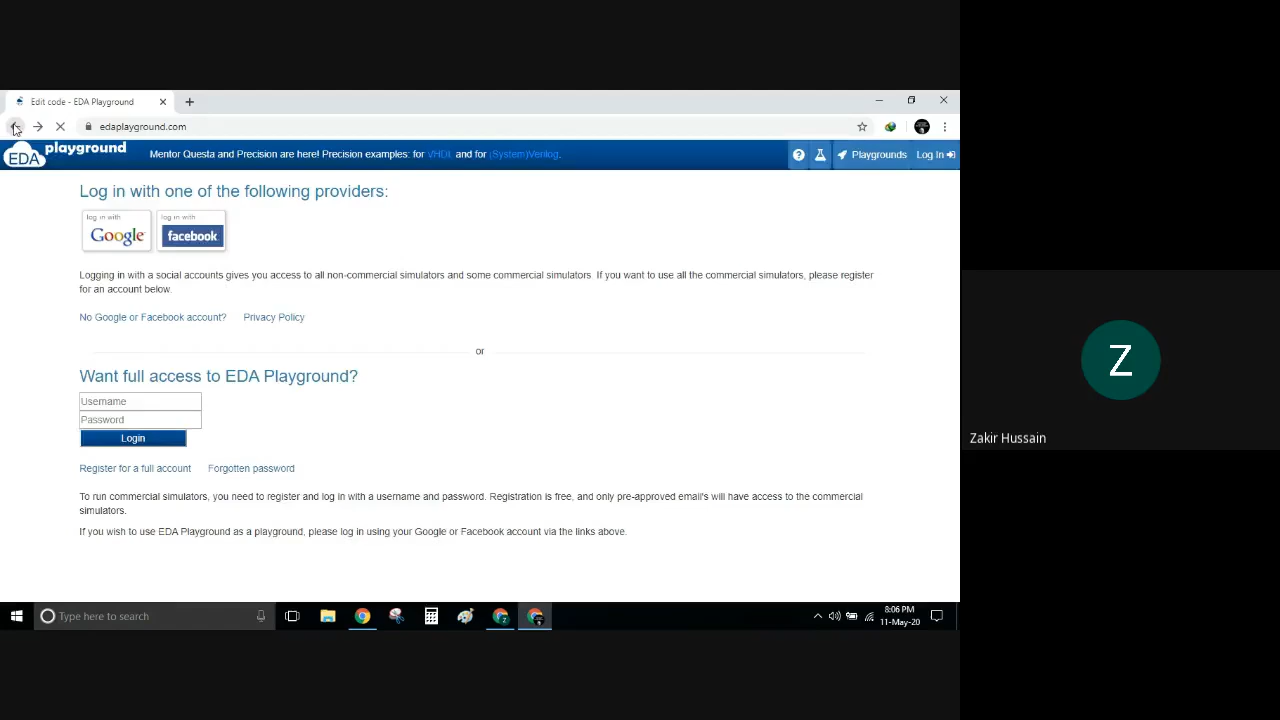 Edit code - EDA Playground
edaplayground.com
EDA playground
Mentor Questa and Precision are here! Precision examples: for VHDL and for (System)Verilog.
? Playgrounds Log In
Log in with one of the following providers:
log in with log in with
Google facebook
Logging in with a social accounts gives you access to all non-commercial simulators and some commercial simulators If you want to use all the commercial simulators, please register
for an account below.
No Google or Facebook account? Privacy Policy
or
Want full access to EDA Playground?
Username
Password
Login
Register for a full account Forgotten password
To run commercial simulators, you need to register and log in with a username and password. Registration is free, and only pre-approved email's will have access to the commercial
simulators.
If you wish to use EDA Playground as a playground, please log in using your Google or Facebook account via the links above.
Z
Zakir Hussain
Type here to search
8:06 PM
11-May-20